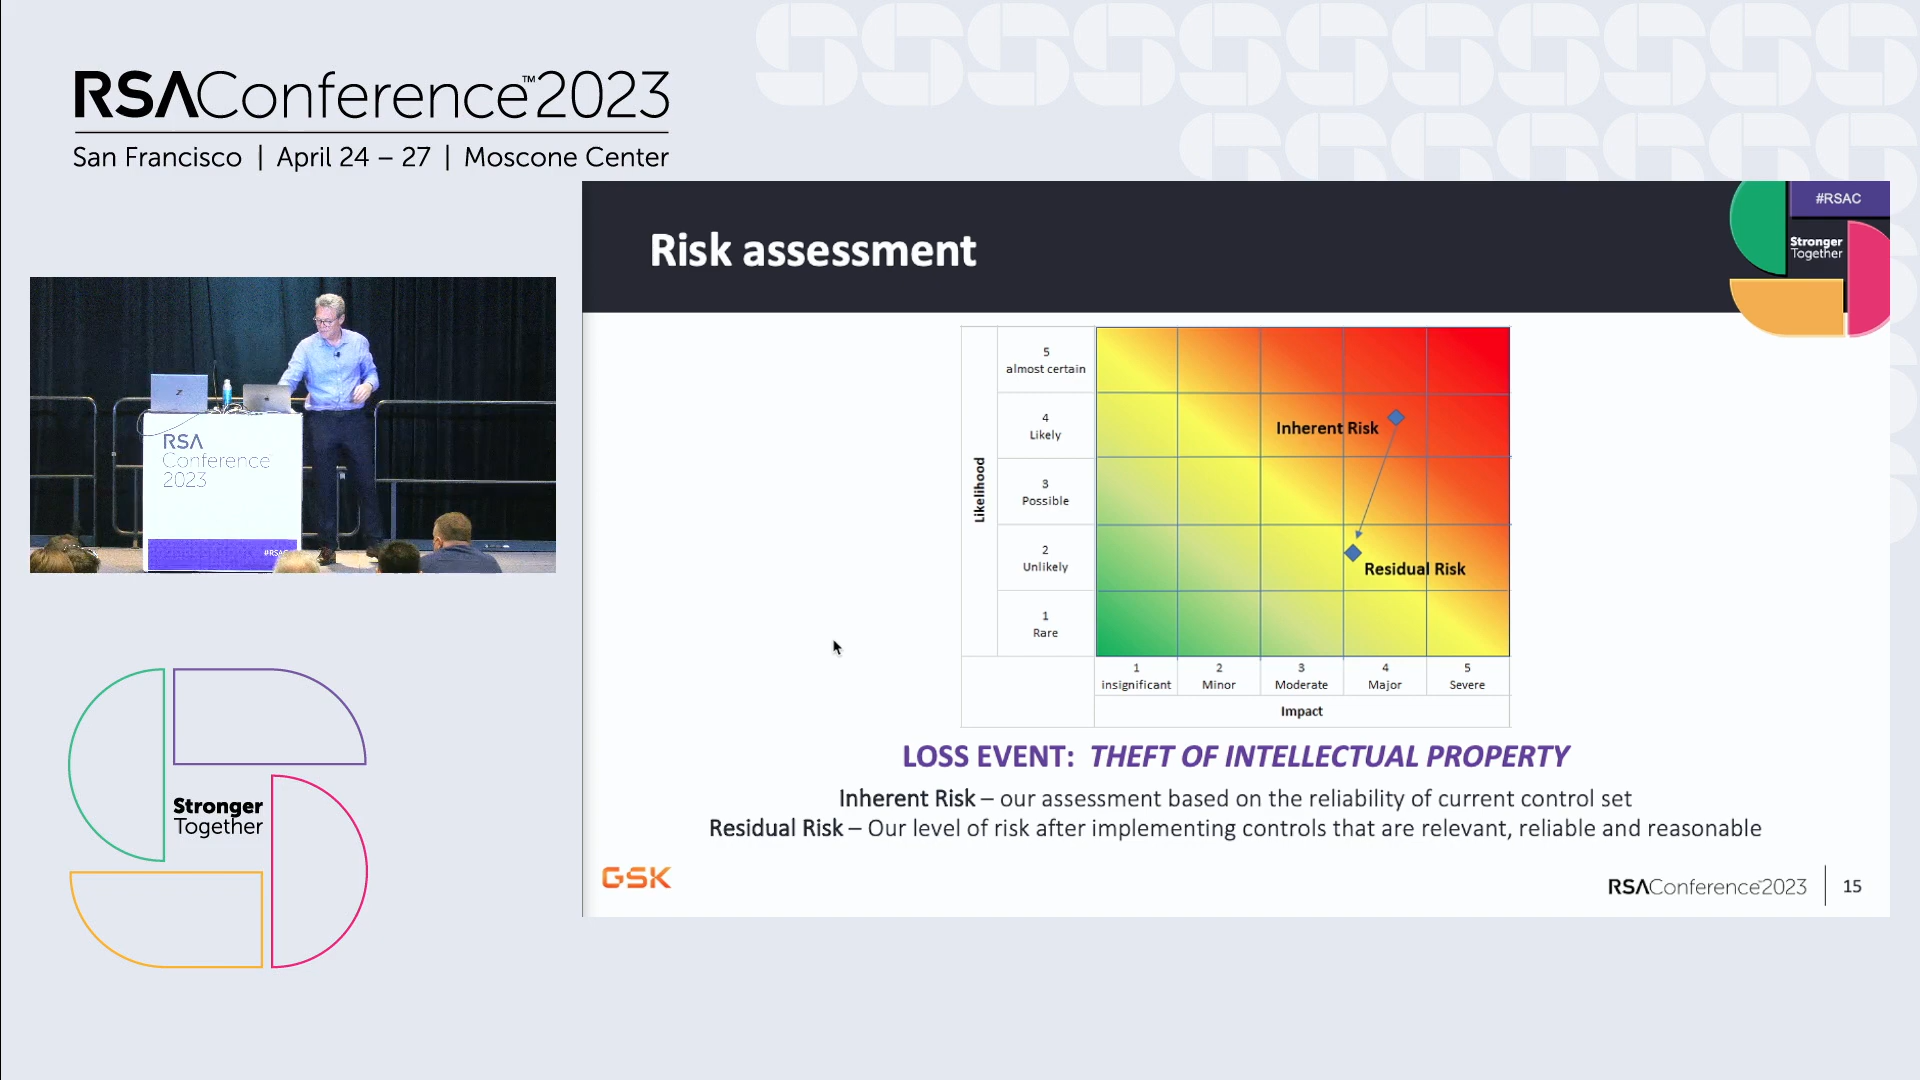 RSAConference™2023
San Francisco | April 24 – 27 | Moscone Center
#RSAC
Stronger
Together
Risk assessment
RSA
Conference
2023
#RSAC
Likelihood
5
almost certain
4
Likely
3
Possible
2
Unlikely
1
Rare
Inherent Risk
Residual Risk
1
insignificant
2
Minor
3
Moderate
4
Major
5
Severe
Impact
LOSS EVENT: THEFT OF INTELLECTUAL PROPERTY
Inherent Risk – our assessment based on the reliability of current control set
Residual Risk – Our level of risk after implementing controls that are relevant, reliable and reasonable
GSK
RSAConference™2023 | 15
Stronger
Together